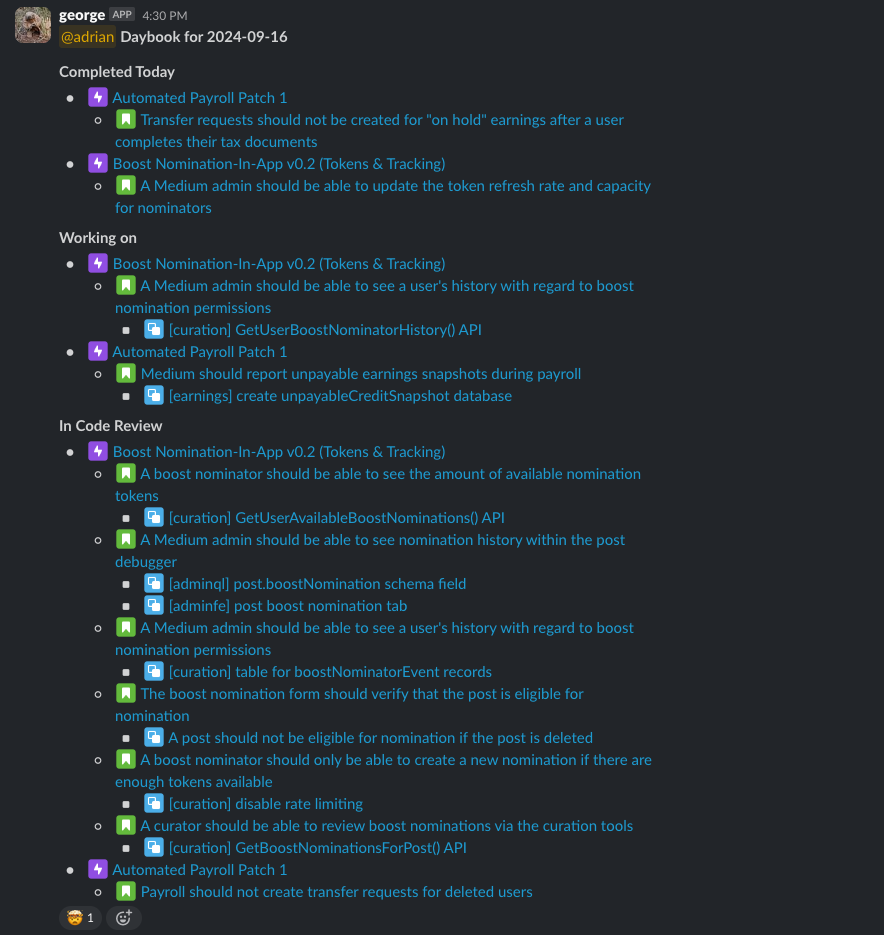 george APP 4:30 PM
@adrian Daybook for 2024-09-16
Completed Today
Automated Payroll Patch 1
Transfer requests should not be created for "on hold" earnings after a user
completes their tax documents
Boost Nomination-In-App v0.2 (Tokens & Tracking)
A Medium admin should be able to update the token refresh rate and capacity
for nominators
Working on
Boost Nomination-In-App v0.2 (Tokens & Tracking)
A Medium admin should be able to see a user's history with regard to boost
nomination permissions
[curation] GetUserBoostNominatorHistory() API
Automated Payroll Patch 1
Medium should report unpayable earnings snapshots during payroll
[earnings] create unpayableCreditSnapshot database
In Code Review
Boost Nomination-In-App v0.2 (Tokens & Tracking)
A boost nominator should be able to see the amount of available nomination
tokens
[curation] GetUserAvailableBoostNominations() API
A Medium admin should be able to see nomination history within the post
debugger
[adminql] post.boostNomination schema field
[adminfe] post boost nomination tab
A Medium admin should be able to see a user's history with regard to boost
nomination permissions
[curation] table for boostNominatorEvent records
The boost nomination form should verify that the post is eligible for
nomination
A post should not be eligible for nomination if the post is deleted
A boost nominator should only be able to create a new nomination if there are
enough tokens available
[curation] disable rate limiting
A curator should be able to review boost nominations via the curation tools
[curation] GetBoostNominationsForPost() API
Automated Payroll Patch 1
Payroll should not create transfer requests for deleted users
1